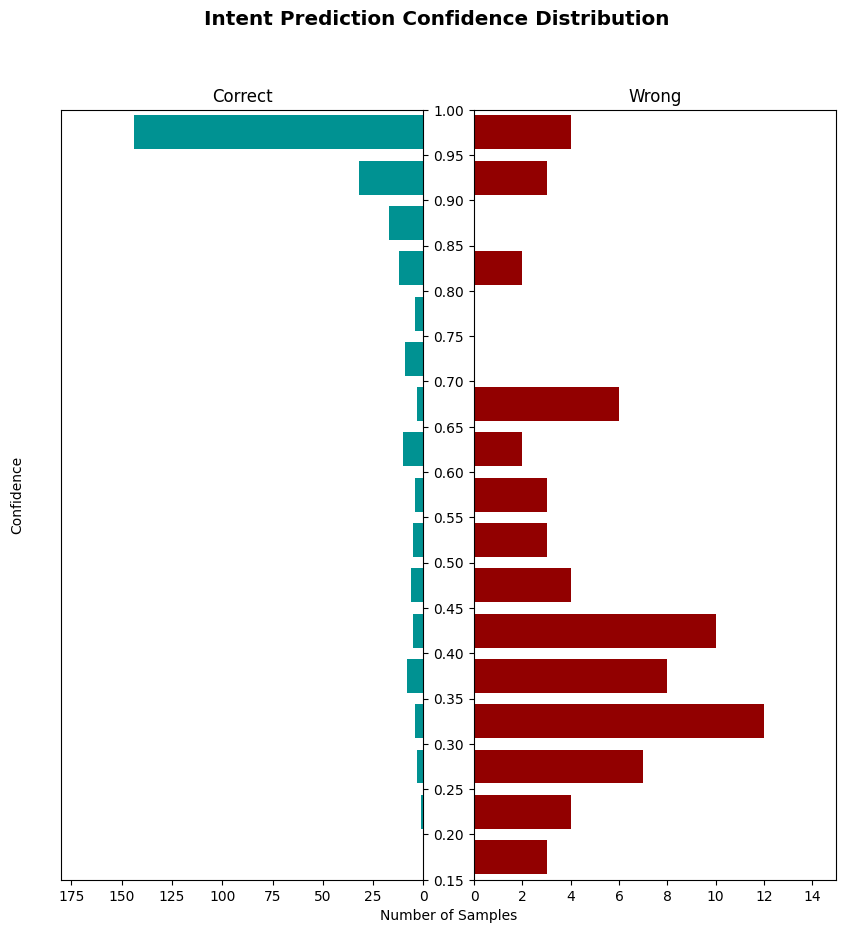 Intent Prediction Confidence Distribution
Correct
Wrong
1.00
0.95
0.90
0.85
0.80
0.75
0.70
0.65
0.60
0.55
0.50
0.45
0.40
0.35
0.30
0.25
0.20
0.15
Confidence
175 150 125 100 75 50 25 0
0 2 4 6 8 10 12 14
Number of Samples